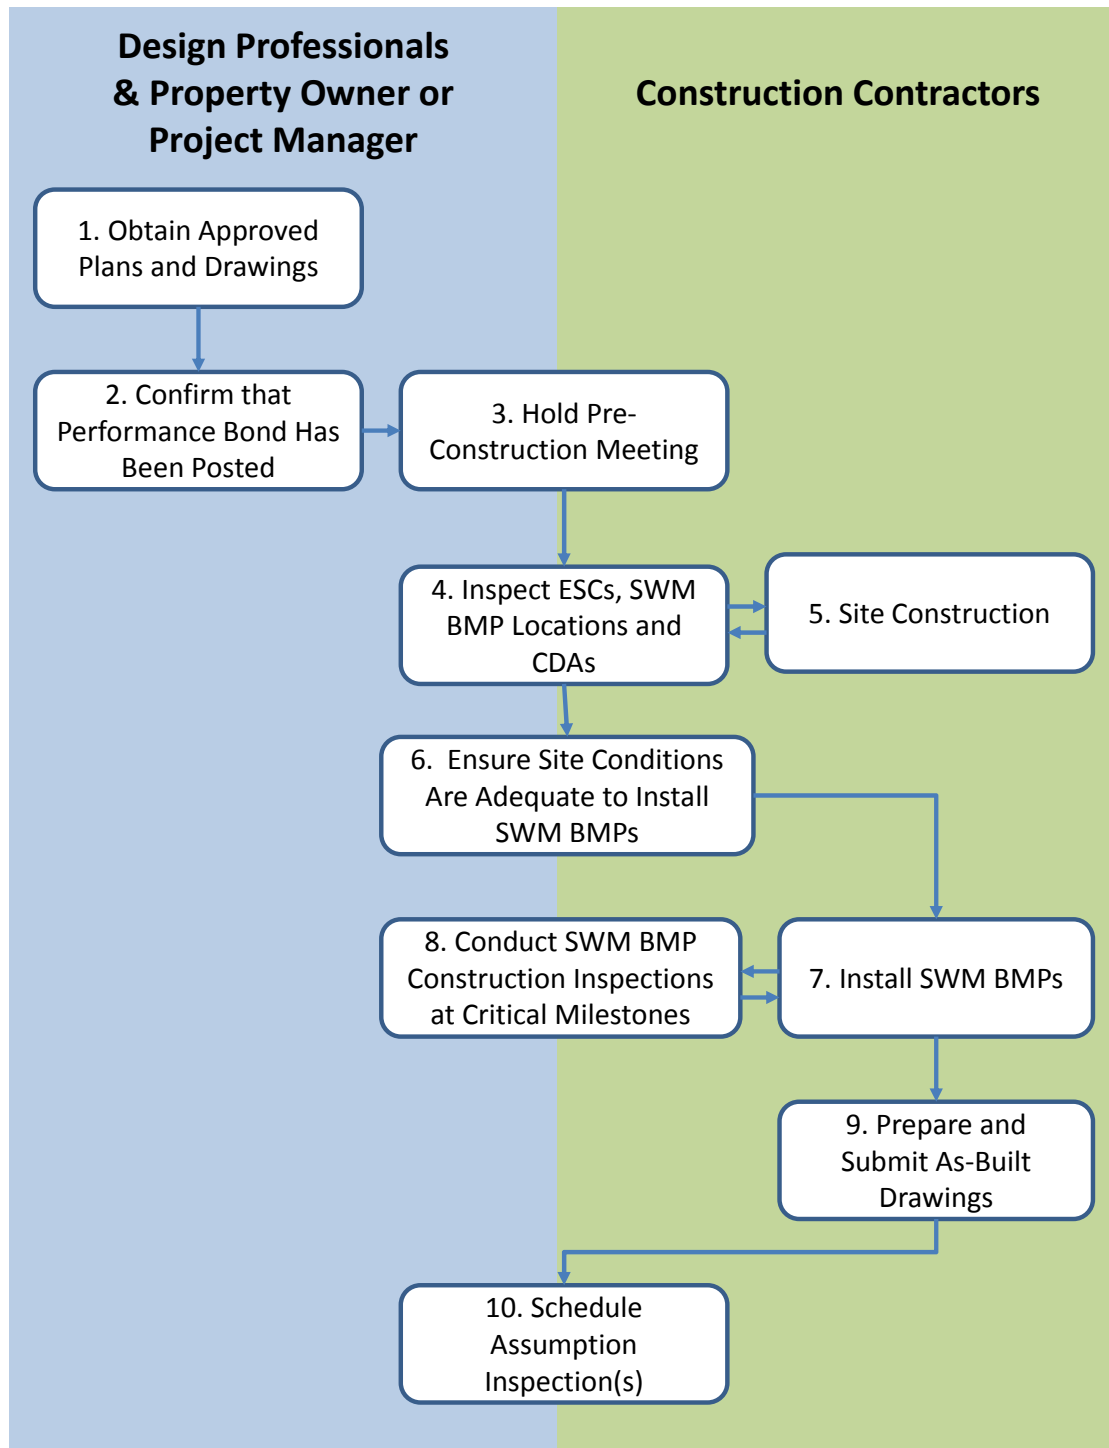 Design Professionals
& Property Owner or
Project Manager
Construction Contractors
1. Obtain Approved
Plans and Drawings
2. Confirm that
Performance Bond Has
Been Posted
3. Hold Pre-
Construction Meeting
4. Inspect ESCs, SWM
BMP Locations and
CDAs
5. Site Construction
6.  Ensure Site Conditions
Are Adequate to Install
SWM BMPs
8. Conduct SWM BMP
Construction Inspections
at Critical Milestones
7. Install SWM BMPs
9. Prepare and
Submit As-Built
Drawings
10. Schedule
Assumption
Inspection(s)